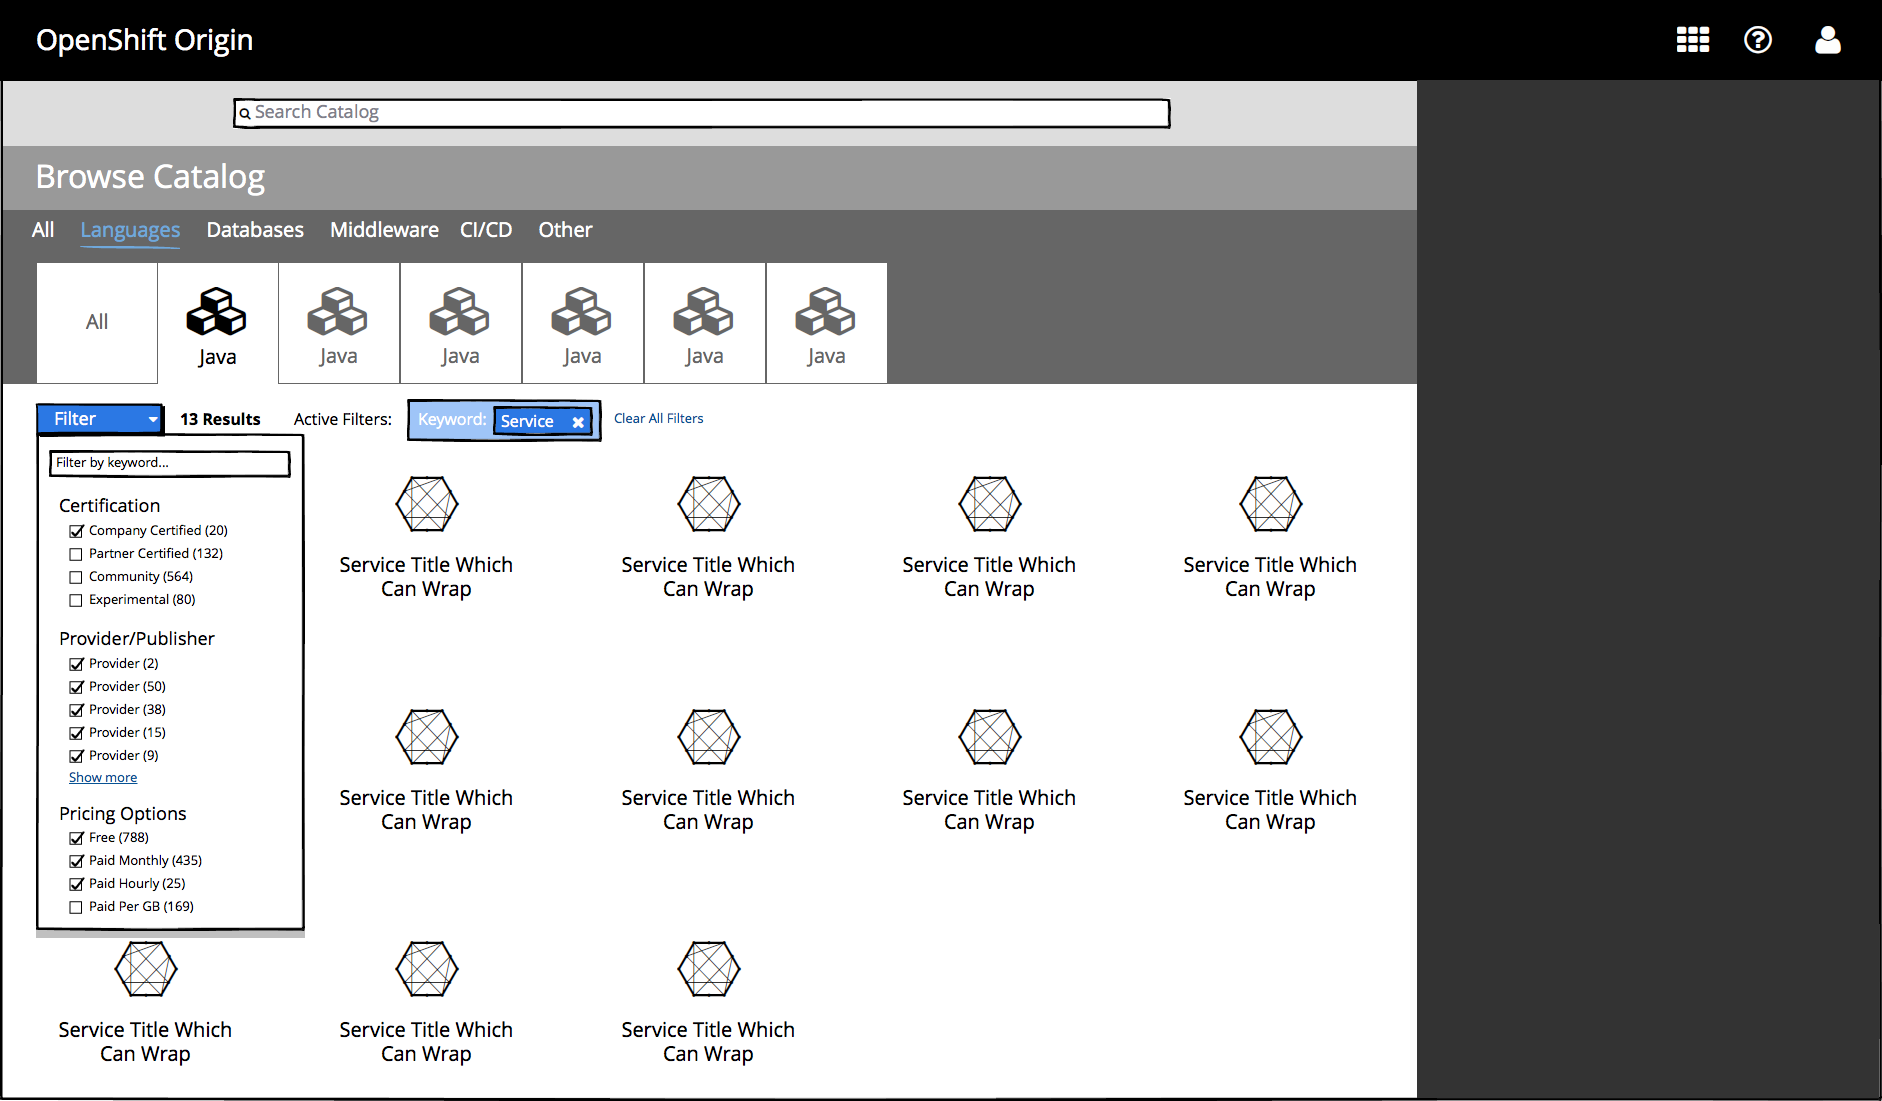 OpenShift Origin
Search Catalog
Browse Catalog
All Languages Databases Middleware CI/CD Other
All Java Java Java Java Java Java
Filter 13 Results Active Filters: Keyword: Service Clear All Filters
Filter by keyword...
Certification
Company Certified (20)
Partner Certified (132)
Community (564)
Experimental (80)
Provider/Publisher
Provider (2)
Provider (50)
Provider (38)
Provider (15)
Provider (9)
Show more
Pricing Options
Free (788)
Paid Monthly (435)
Paid Hourly (25)
Paid Per GB (169)
Service Title Which
Can Wrap
Service Title Which
Can Wrap
Service Title Which
Can Wrap
Service Title Which
Can Wrap
Service Title Which
Can Wrap
Service Title Which
Can Wrap
Service Title Which
Can Wrap
Service Title Which
Can Wrap
Service Title Which
Can Wrap
Service Title Which
Can Wrap
Service Title Which
Can Wrap